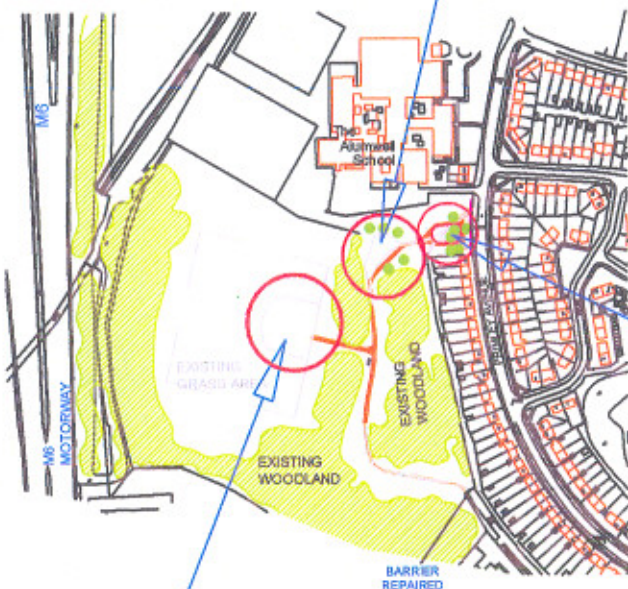 M6
The
Alumwell
School
EXISTING
GRASS AREA
EXISTING
WOODLAND
EXISTING
WOODLAND
M6
MOTORWAY
BARRIER
REPAIRED